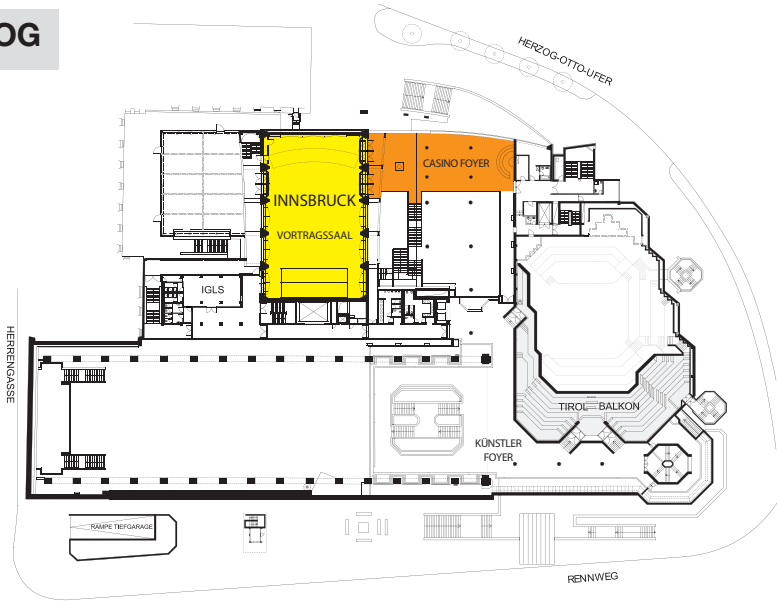 OG
HERZOG-OTTO-UFER
CASINO FOYER
INNSBRUCK
VORTRAGSSAAL
IGLS
HERRENGASSE
TIROL BALKON
KÜNSTLER
FOYER
RAMPE TIEFGARAGE
RENNWEG